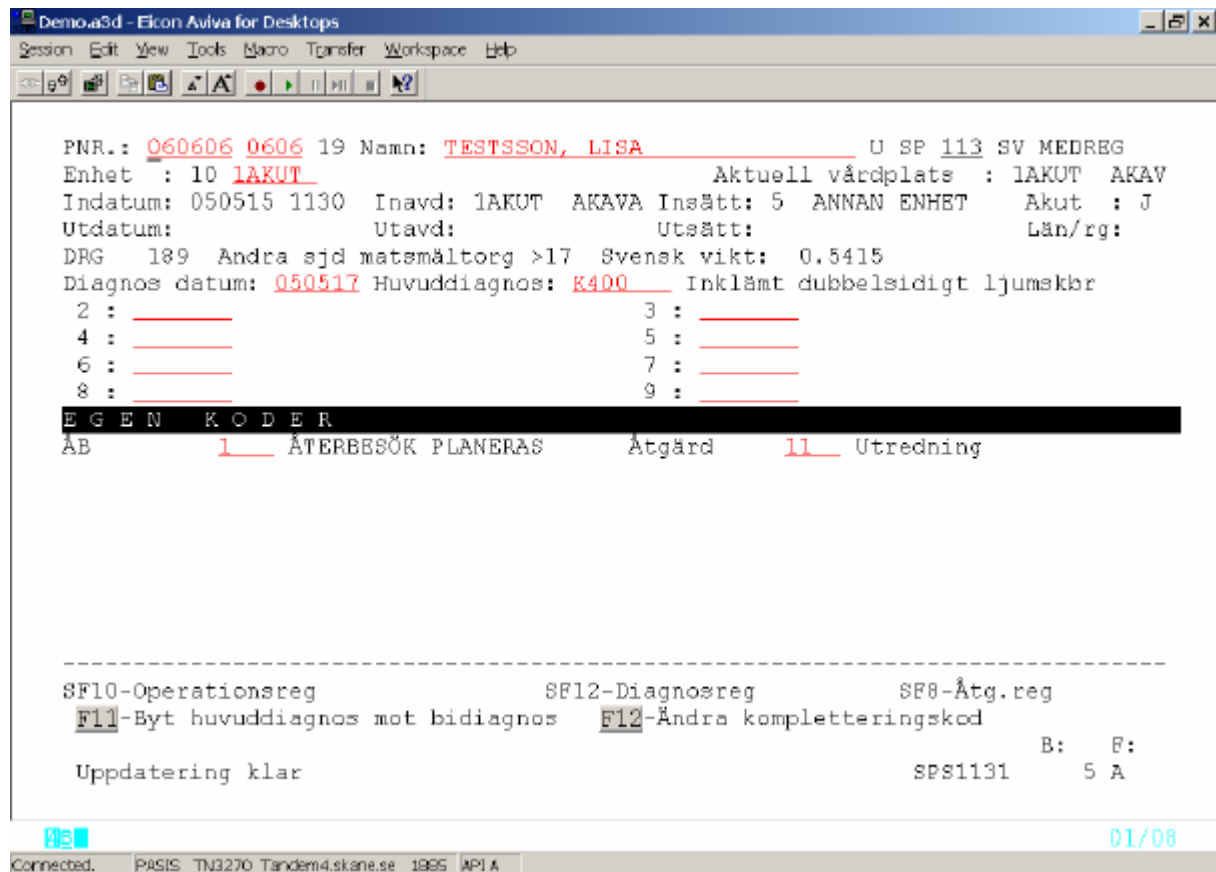 Demo.a3d - Eicon Aviva for Desktops
Session Edit View Tools Macro Transfer Workspace Help
PNR.: 060606 0606 19 Namn: TESTSSON, LISA U SP 113 SV MEDREG
Enhet : 10 1AKUT Aktuell vårdplats : 1AKUT AKAV
Indatum: 050515 1130 Inavd: 1AKUT AKAVA Insätt: 5 ANNAN ENHET Akut : J
Utdatum: Utavd: Utsätt: Län/rg:
DRG 189 Andra sjd matsmältorg >17 Svensk vikt: 0.5415
Diagnos datum: 050517 Huvuddiagnos: K400 Inklämt dubbelsidigt ljumskbr
2 : 3 :
4 : 5 :
6 : 7 :
8 : 9 :
E G E N K O D E R
ÅB 1 ÅTERBESÖK PLANERAS Åtgärd 11 Utredning
SF10-Operationsreg SF12-Diagnosreg SF8-Åtg.reg
F11-Byt huvuddiagnos mot bidiagnos F12-Ändra kompletteringskod
B: F:
Uppdatering klar SPS1131 5 A
01/08
Connected. PASIS TN3270 Tandem4.skane.se 1985 API A